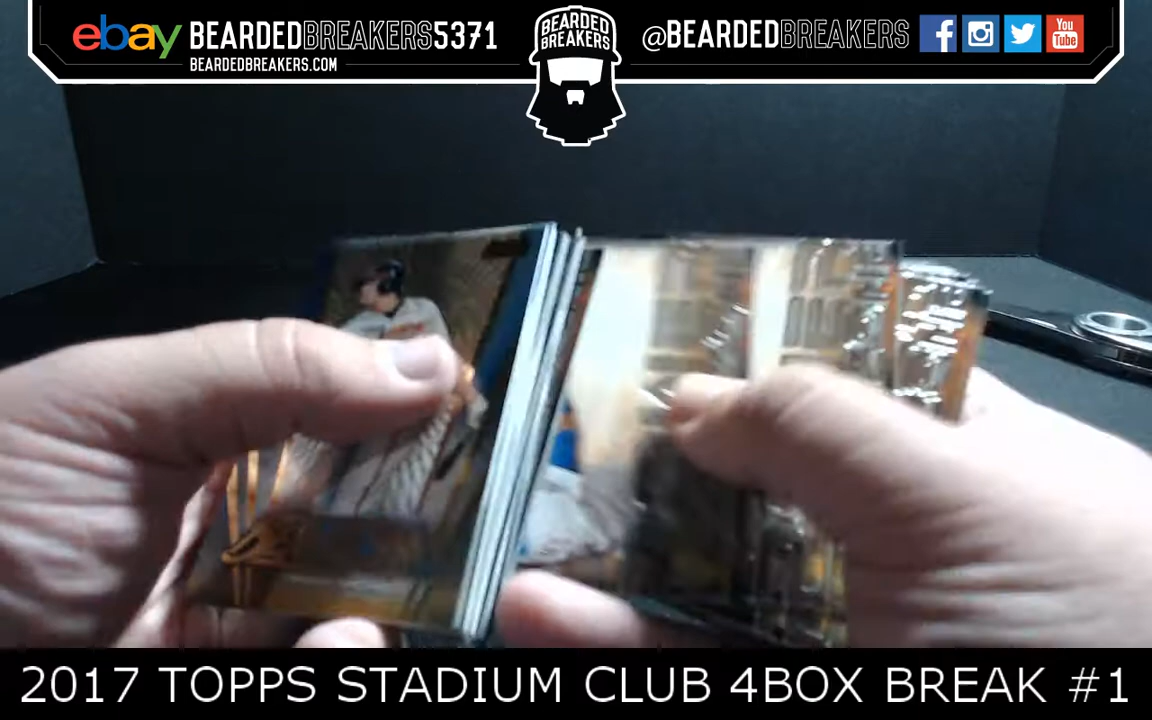 ebay BEARDEDBREAKERS5371
BEARDEDBREAKERS.COM
BEARDED
BREAKERS
@BEARDEDBREAKERS
You
Tube
2017 TOPPS STADIUM CLUB 4BOX BREAK #1